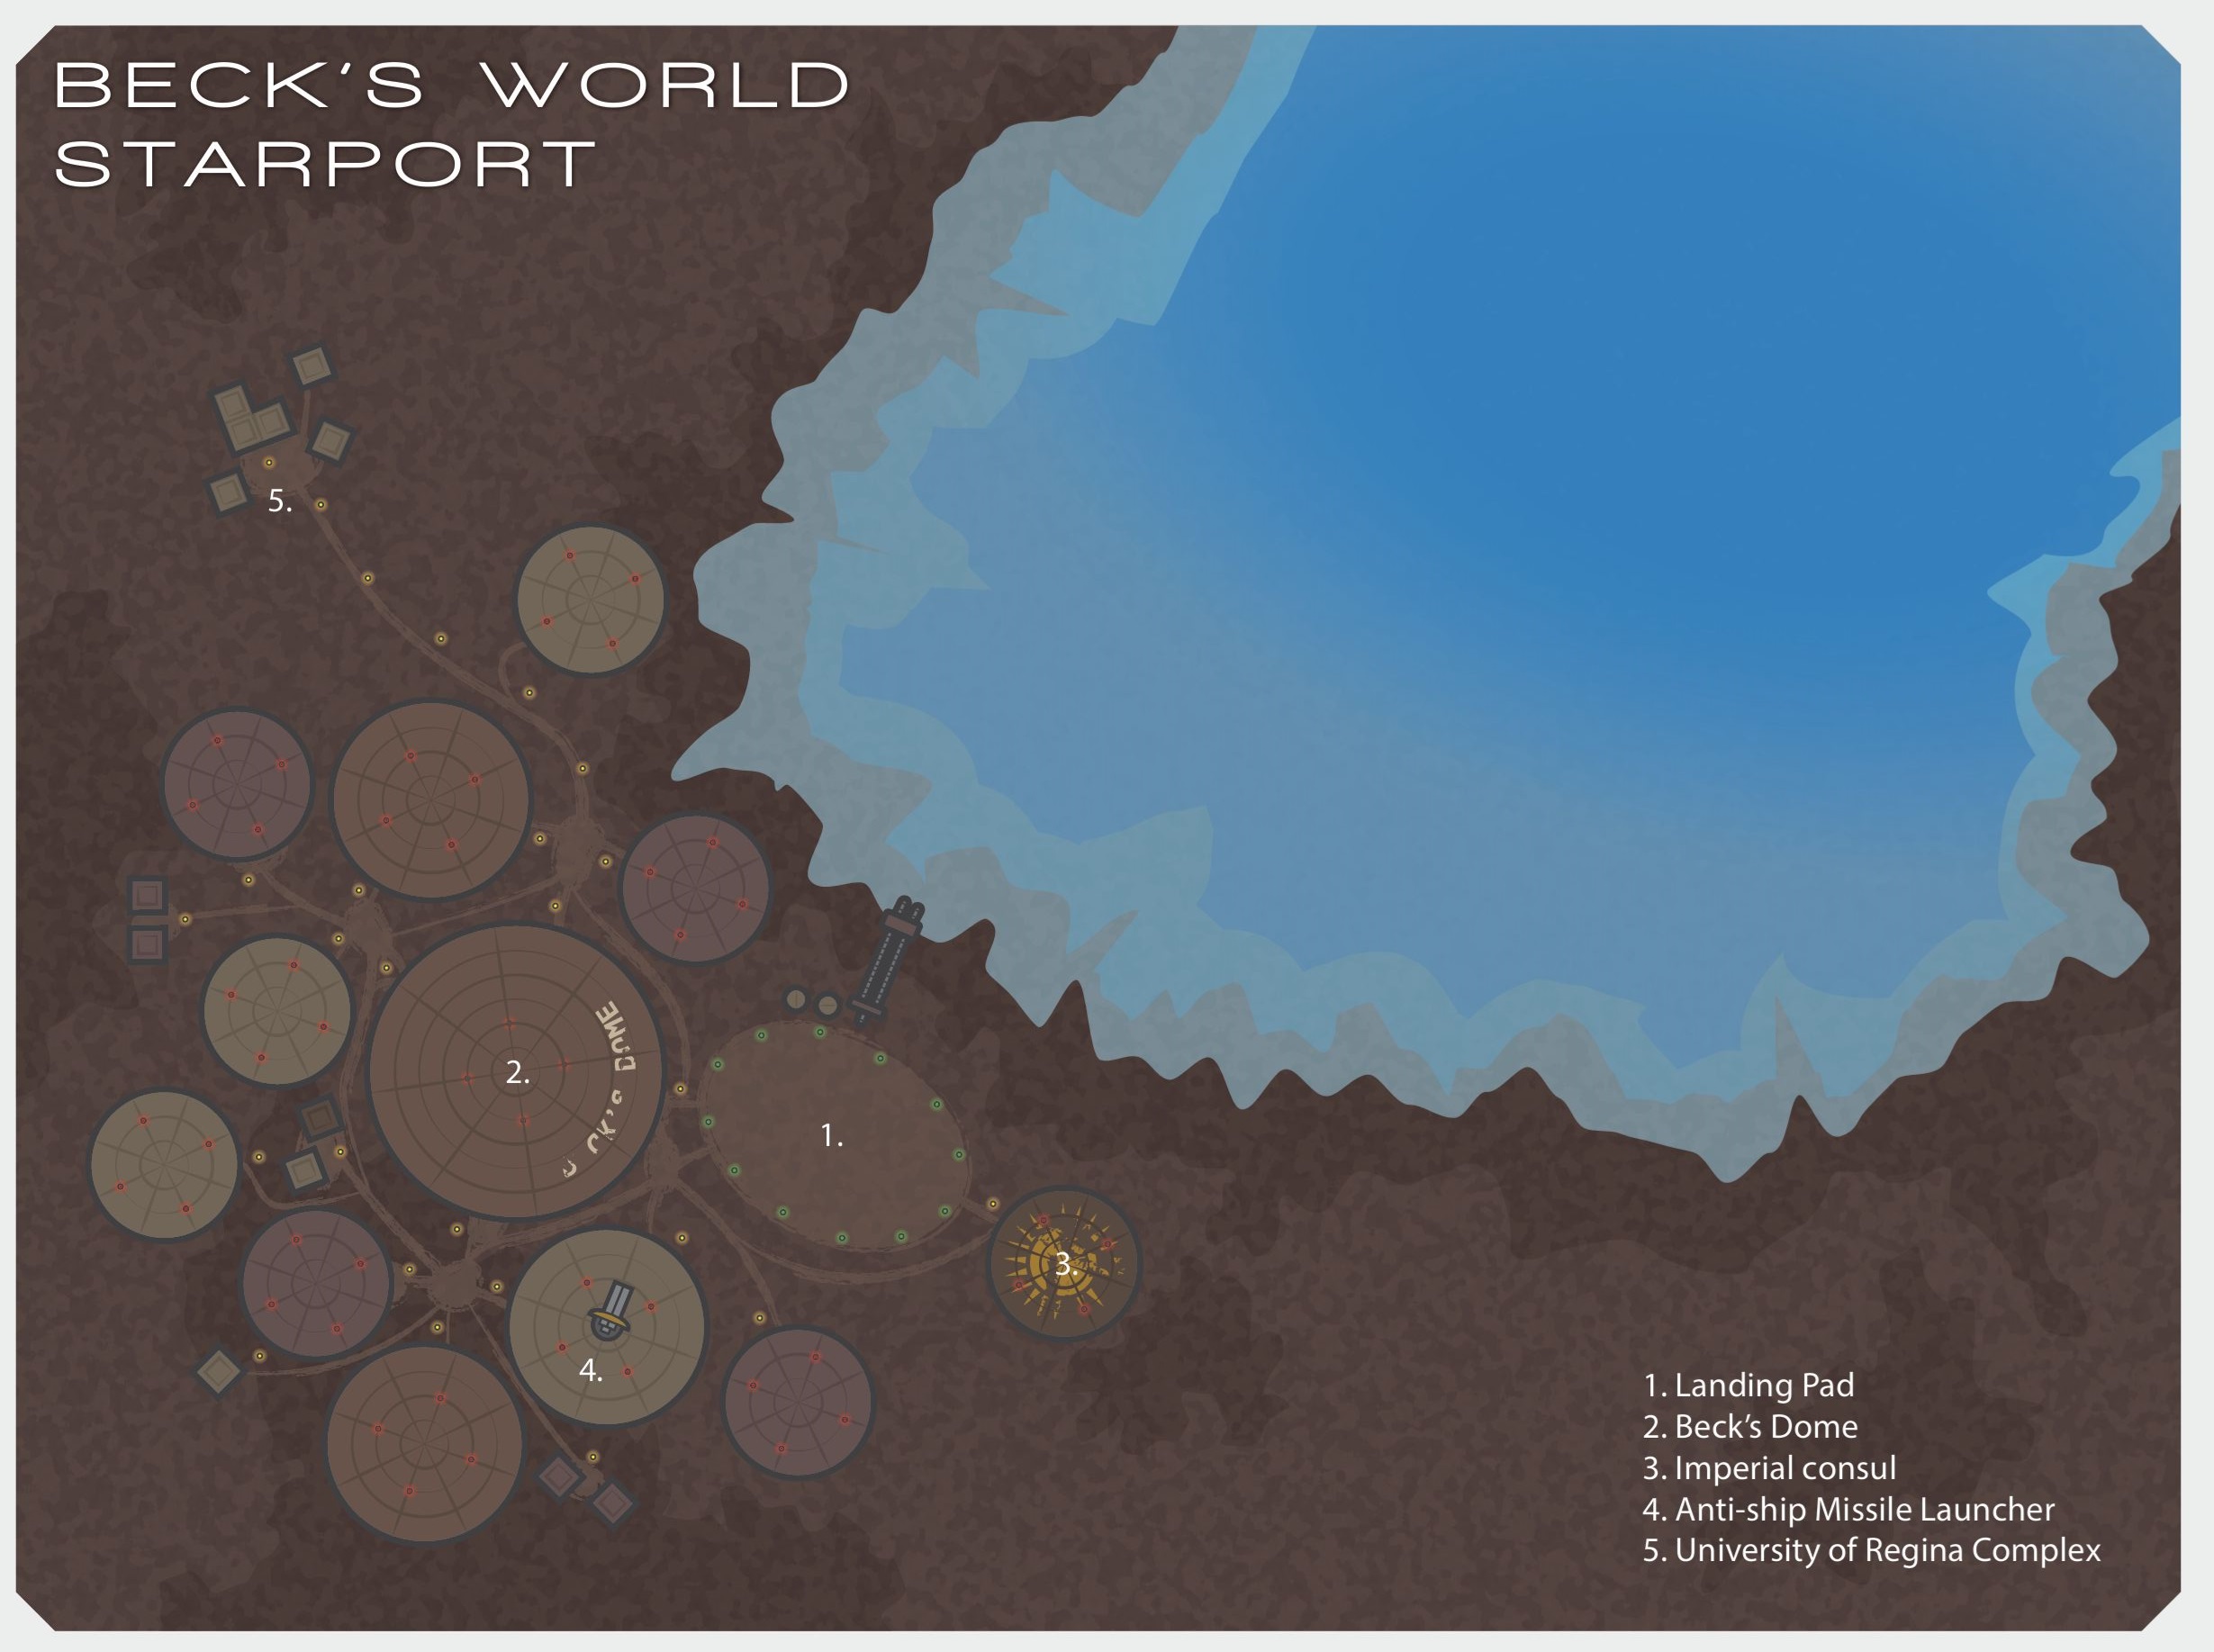 BECK'S WORLD
STARPORT
5.
2.
1.
3.
4.
1. Landing Pad
2. Beck's Dome
3. Imperial consul
4. Anti-ship Missile Launcher
5. University of Regina Complex